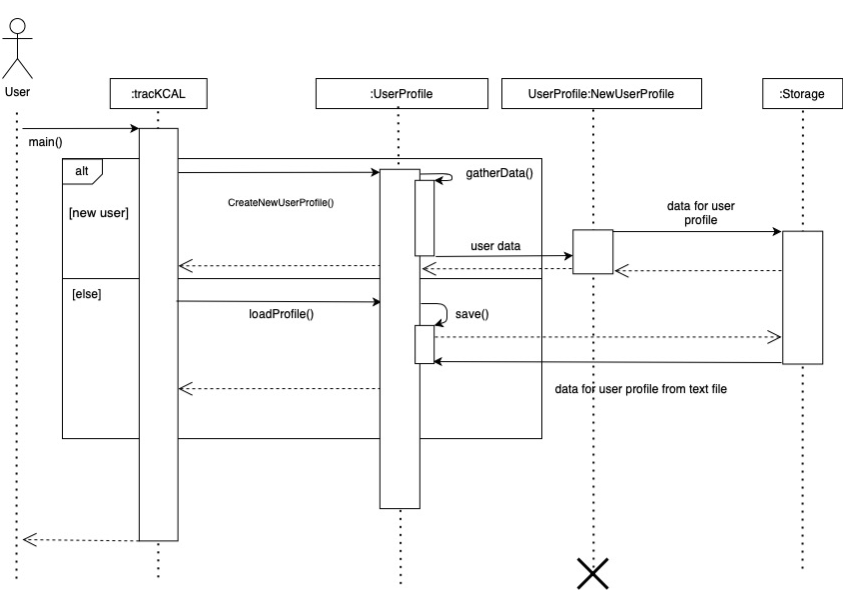 User
:tracKCAL
:UserProfile
UserProfile:NewUserProfile
:Storage
main()
alt
gatherData()
[new user]
CreateNewUserProfile()
data for user
profile
user data
[else]
loadProfile()
save()
data for user profile from text file